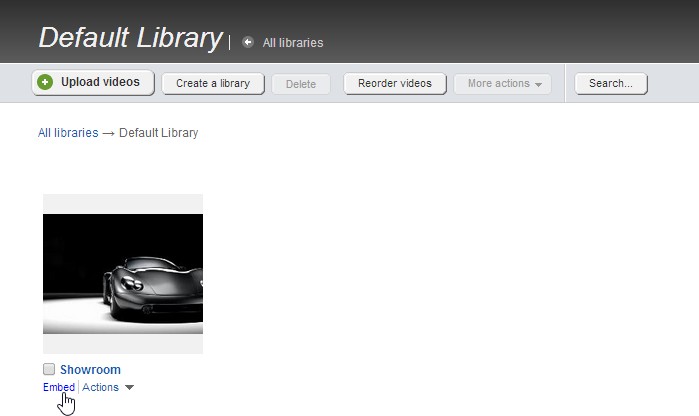 Default Library | All libraries
Upload videos Create a library Delete Reorder videos More actions Search...
All libraries → Default Library
Showroom
Embed | Actions